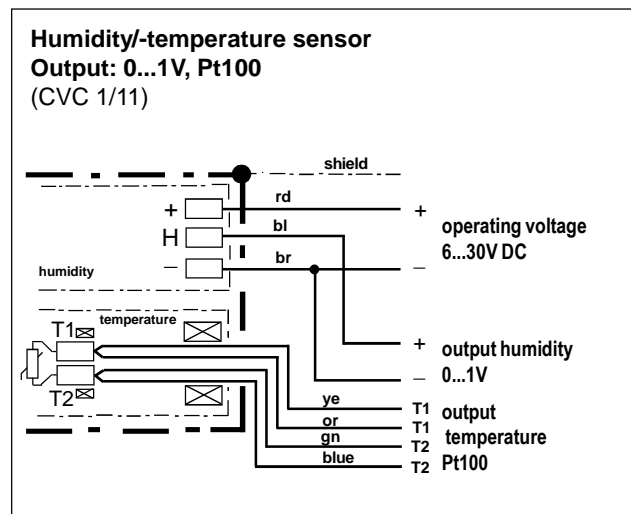 Humidity/-temperature sensor
Output: 0...1V, Pt100
(CVC 1/11)
shield
+ rd +
H bl
operating voltage
6...30V DC
– br –
humidity
temperature
T1
T2
+
output humidity
0...1V
–
ye T1
output
or T1
temperature
gn T2
Pt100
blue T2